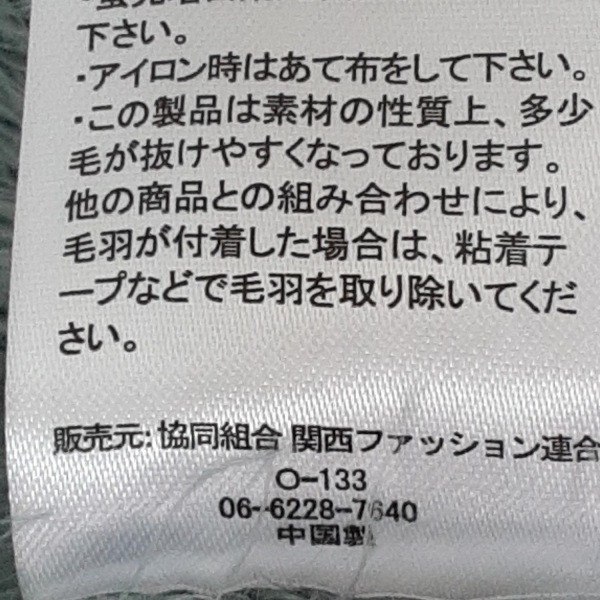 下さい。
・アイロン時はあて布をして下さい。
・この製品は素材の性質上、多少
毛が抜けやすくなっております。
他の商品との組み合わせにより、
毛羽が付着した場合は、粘着テ
ープなどで毛羽を取り除いてくだ
さい。
販売元: 協同組合 関西ファッション連合
O-133
06-6228-7640
中国製